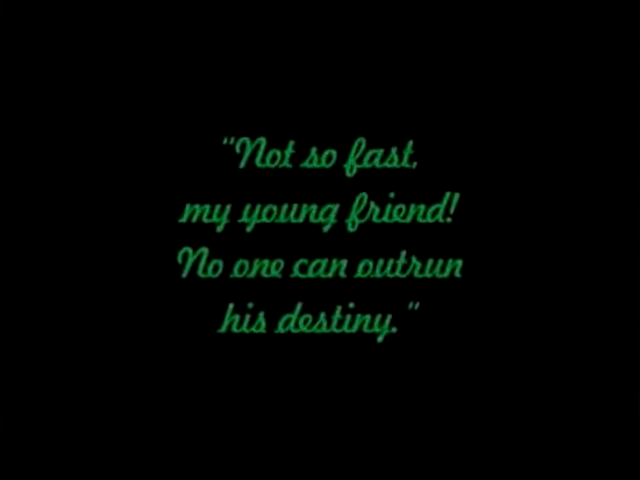 "Not so fast,
my young friend!
No one can outrun
his destiny."